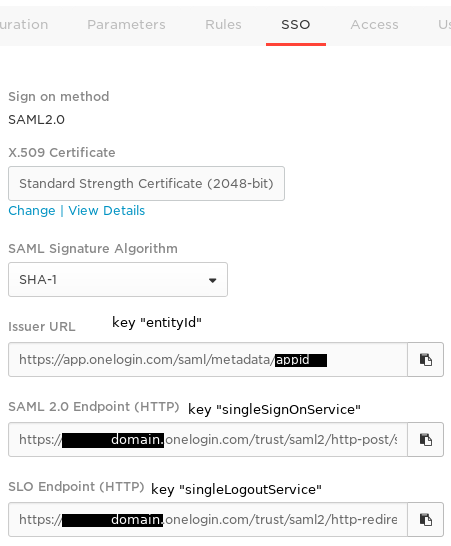 uration Parameters Rules SSO Access Us
Sign on method
SAML2.0
X.509 Certificate
Standard Strength Certificate (2048-bit)
Change | View Details
SAML Signature Algorithm
SHA-1
Issuer URL key "entityId"
https://app.onelogin.com/saml/metadata/appid
SAML 2.0 Endpoint (HTTP) key "singleSignOnService"
https:// domain.onelogin.com/trust/saml2/http-post/s
SLO Endpoint (HTTP) key "singleLogoutService"
https:// domain.onelogin.com/trust/saml2/http-redire